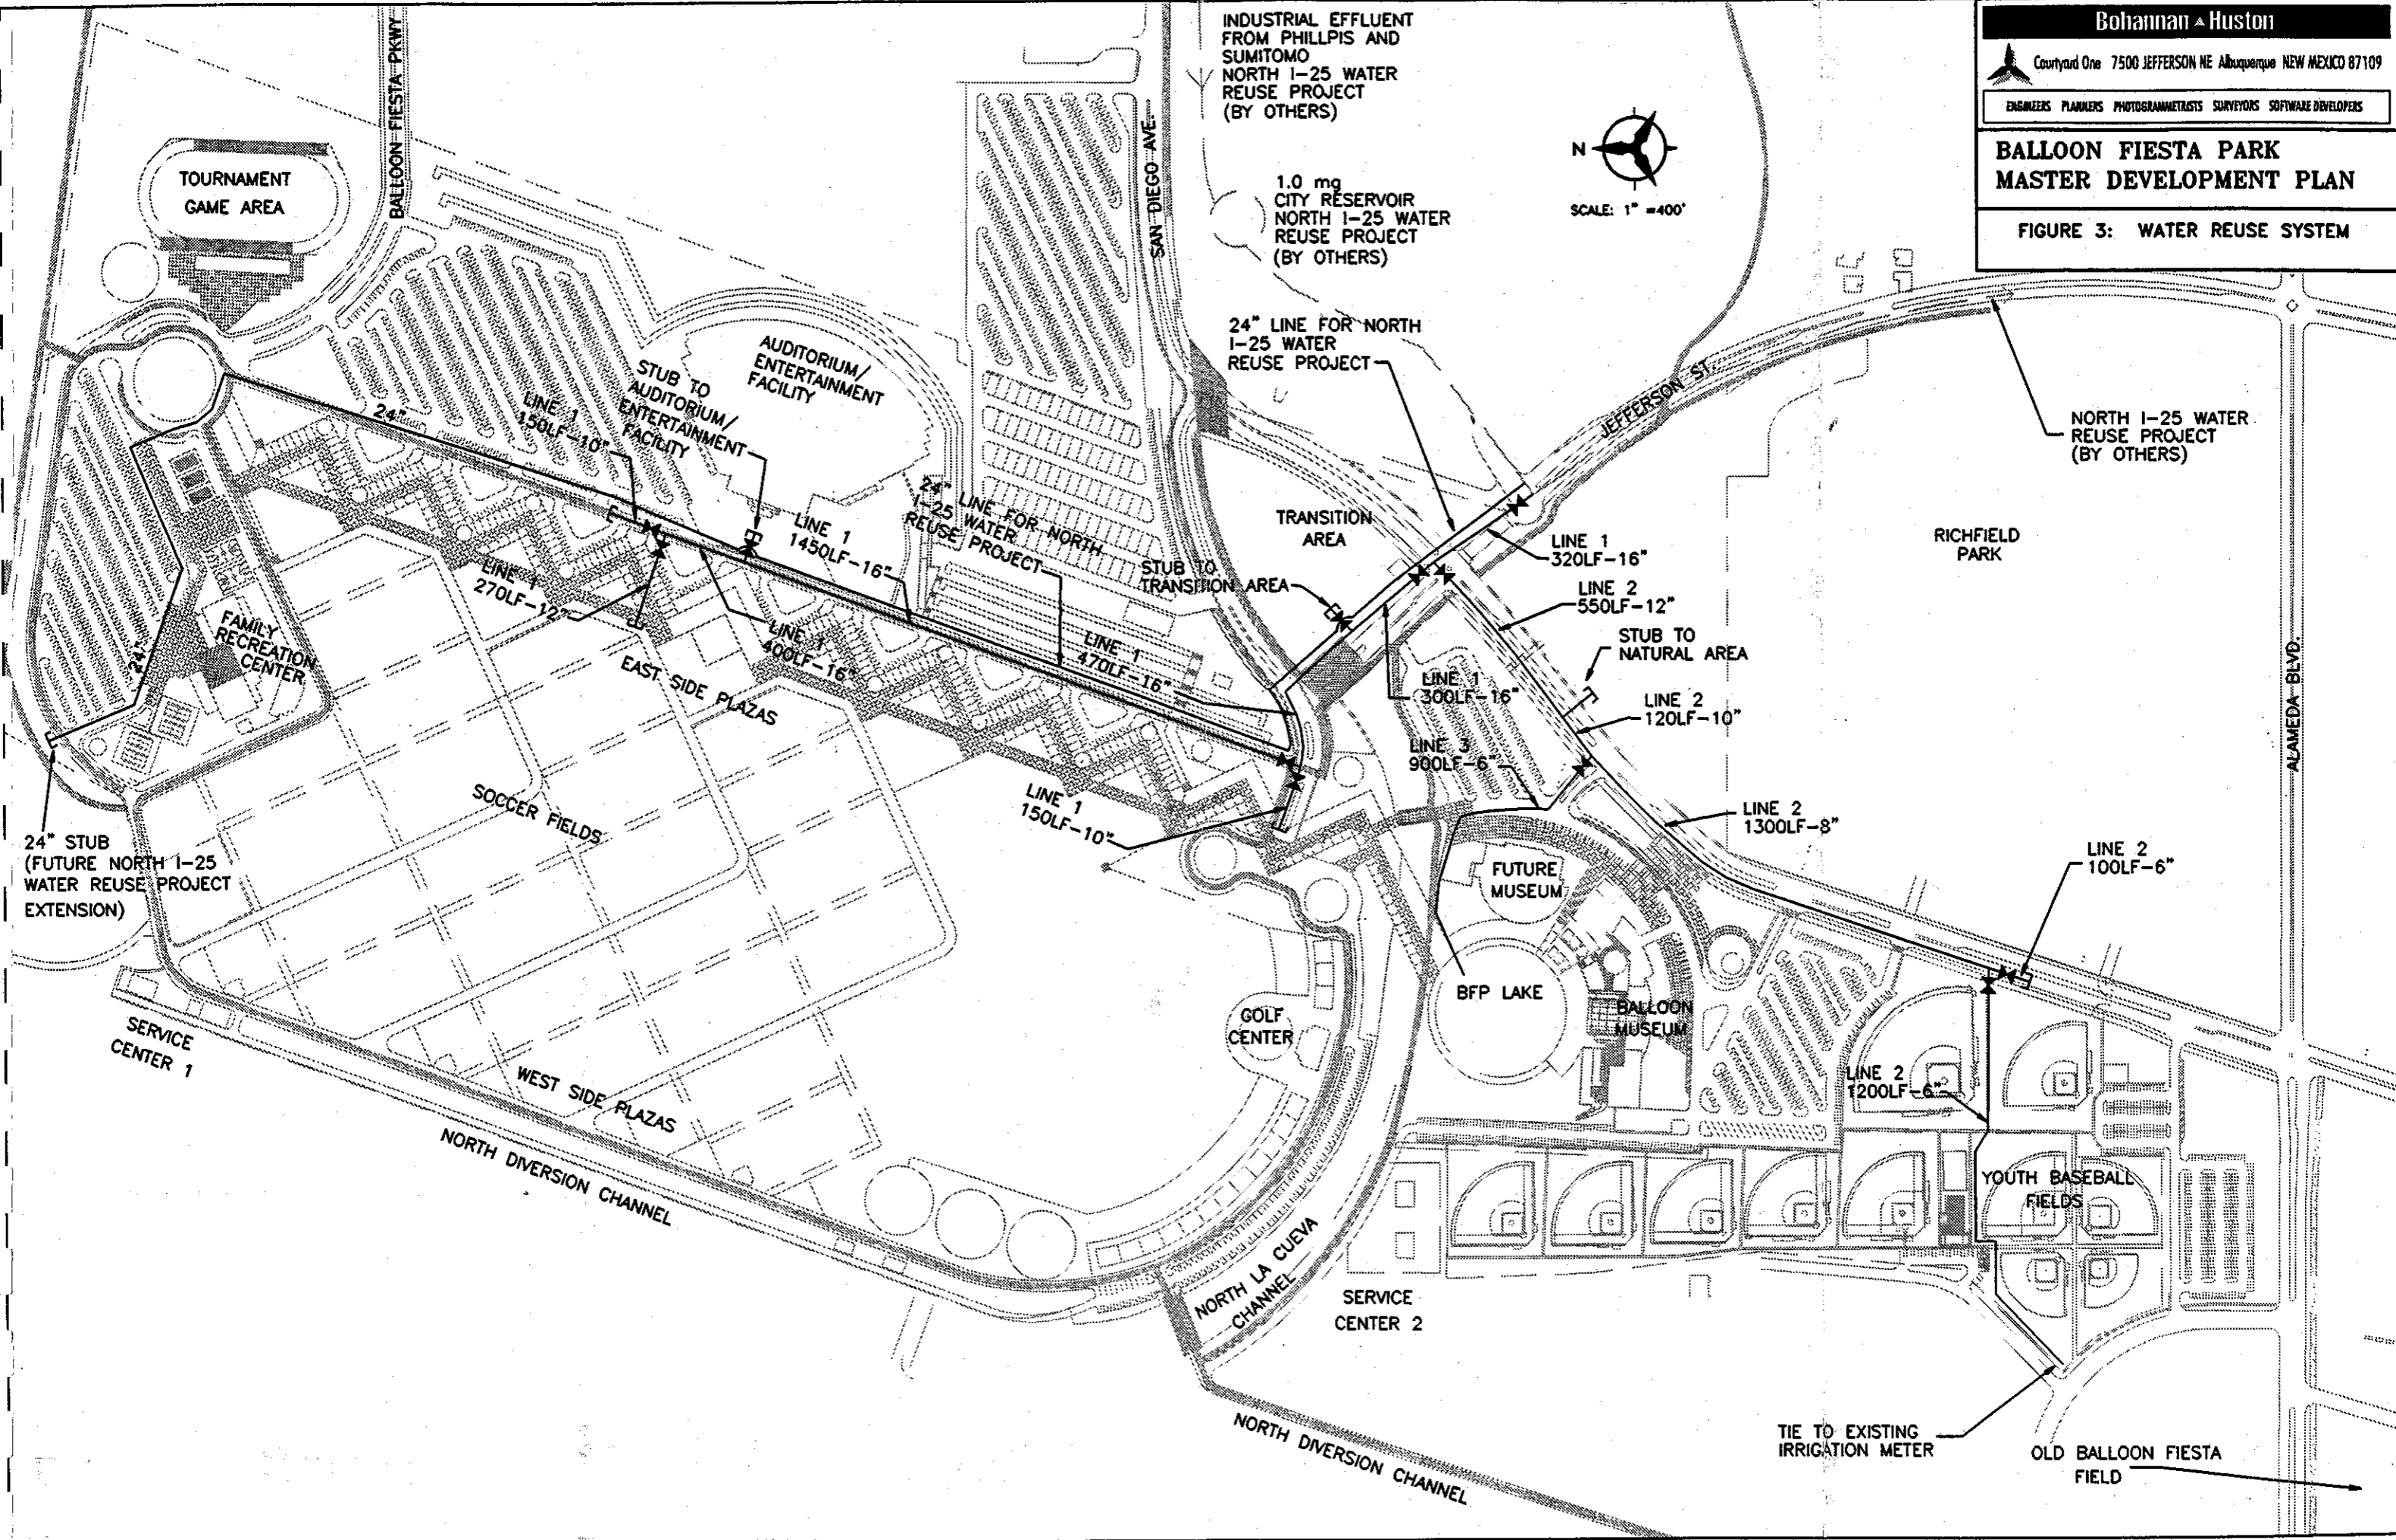 Bohannan ▲ Huston
Courtyard One 7500 JEFFERSON NE Albuquerque NEW MEXICO 87109
ENGINEERS PLANNERS PHOTOGRAMMETRISTS SURVEYORS SOFTWARE DEVELOPERS
BALLOON FIESTA PARK
MASTER DEVELOPMENT PLAN
FIGURE 3: WATER REUSE SYSTEM
INDUSTRIAL EFFLUENT
FROM PHILLPIS AND
SUMITOMO
NORTH I-25 WATER
REUSE PROJECT
(BY OTHERS)
N
SCALE: 1" =400'
1.0 mg
CITY RESERVOIR
NORTH I-25 WATER
REUSE PROJECT
(BY OTHERS)
BALLOON FIESTA PKWY
SAN DIEGO AVE.
TOURNAMENT
GAME AREA
24" LINE FOR NORTH
I-25 WATER
REUSE PROJECT
JEFFERSON ST.
NORTH I-25 WATER
REUSE PROJECT
(BY OTHERS)
AUDITORIUM/
ENTERTAINMENT
FACILITY
STUB TO
AUDITORIUM/
ENTERTAINMENT
FACILITY
LINE 1
150LF-10"
24"
LINE 1
1450LF-16"
24" LINE FOR NORTH
I-25 WATER
REUSE PROJECT
TRANSITION
AREA
STUB TO
TRANSITION AREA
LINE 1
320LF-16"
LINE 2
550LF-12"
STUB TO
NATURAL AREA
RICHFIELD
PARK
LINE 1
270LF-12"
LINE 1
400LF-16"
LINE 1
470LF-16"
LINE 1
300LF-16"
LINE 2
120LF-10"
LINE 3
900LF-6"
FAMILY
RECREATION
CENTER
24"
EAST SIDE PLAZAS
SOCCER FIELDS
LINE 1
150LF-10"
LINE 2
1300LF-8"
LINE 2
100LF-6"
ALAMEDA BLVD.
24" STUB
(FUTURE NORTH I-25
WATER REUSE PROJECT
EXTENSION)
FUTURE
MUSEUM
BFP LAKE
BALLOON
MUSEUM
GOLF
CENTER
SERVICE
CENTER 1
WEST SIDE PLAZAS
NORTH DIVERSION CHANNEL
LINE 2
1200LF-6"
YOUTH BASEBALL
FIELDS
NORTH LA CUEVA
CHANNEL
SERVICE
CENTER 2
NORTH DIVERSION CHANNEL
TIE TO EXISTING
IRRIGATION METER
OLD BALLOON FIESTA
FIELD